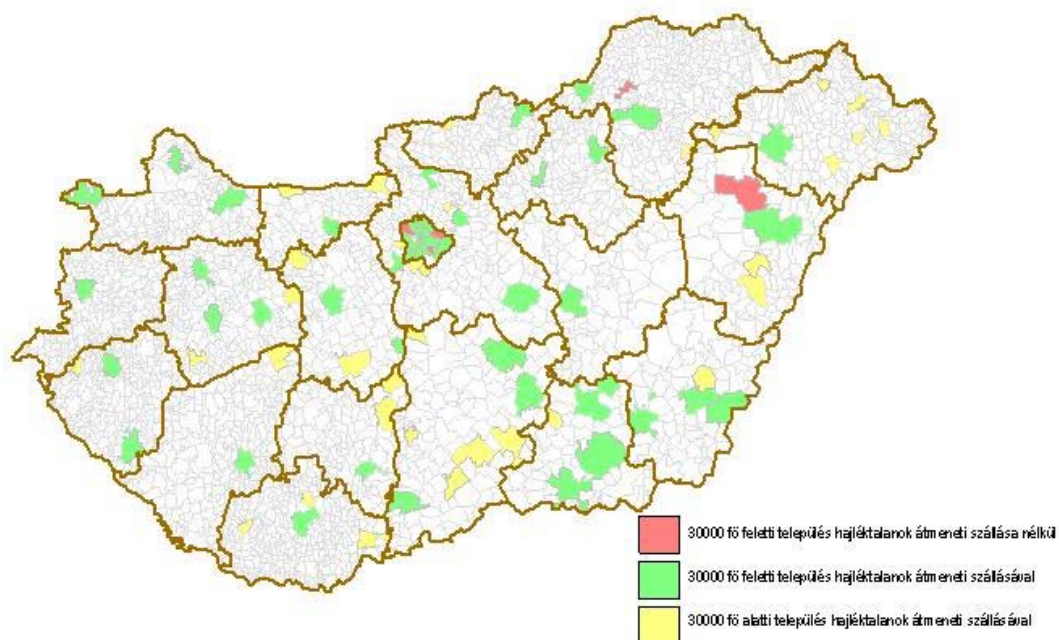 30000 fő feletti település hajléktalanok átmeneti szállása nélkül
30000 fő feletti település hajléktalanok átmeneti szállásával
30000 fő alatti település hajléktalanok átmeneti szállásával